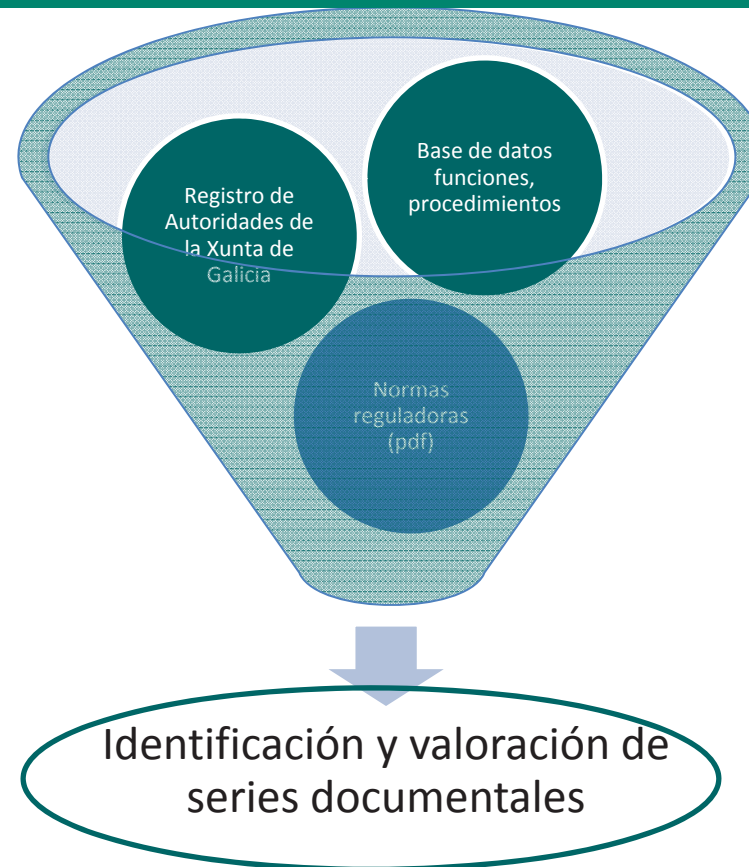 Base de datos
funciones,
procedimientos
Registro de
Autoridades de
la Xunta de
Galicia
Normas
reguladoras
(pdf)
Identificación y valoración de
series documentales